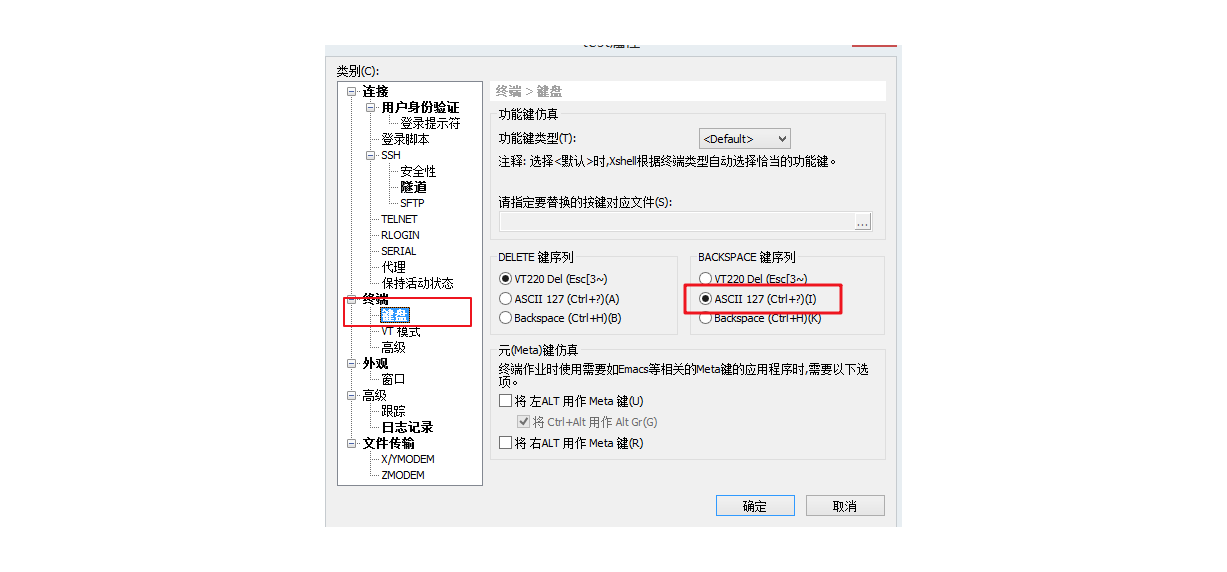 类别(C):
连接
用户身份验证
登录提示符
登录脚本
SSH
安全性
隧道
SFTP
TELNET
RLOGIN
SERIAL
代理
保持活动状态
终端
键盘
VT 模式
高级
外观
窗口
高级
跟踪
日志记录
文件传输
X/YMODEM
ZMODEM
终端 > 键盘
功能键仿真
功能键类型(T):
<Default>
注释: 选择<默认>时,Xshell根据终端类型自动选择恰当的功能键。
请指定要替换的按键对应文件(S):
...
DELETE 键序列
VT220 Del (Esc[3~)
ASCII 127 (Ctrl+?)(A)
Backspace (Ctrl+H)(B)
BACKSPACE 键序列
VT220 Del (Esc[3~)
ASCII 127 (Ctrl+?)(I)
Backspace (Ctrl+H)(K)
元(Meta)键仿真
终端作业时使用需要如Emacs等相关的Meta键的应用程序时,需要以下选
项。
将 左ALT 用作 Meta 键(U)
将 Ctrl+Alt 用作 Alt Gr(G)
将 右ALT 用作 Meta 键(R)
确定
取消